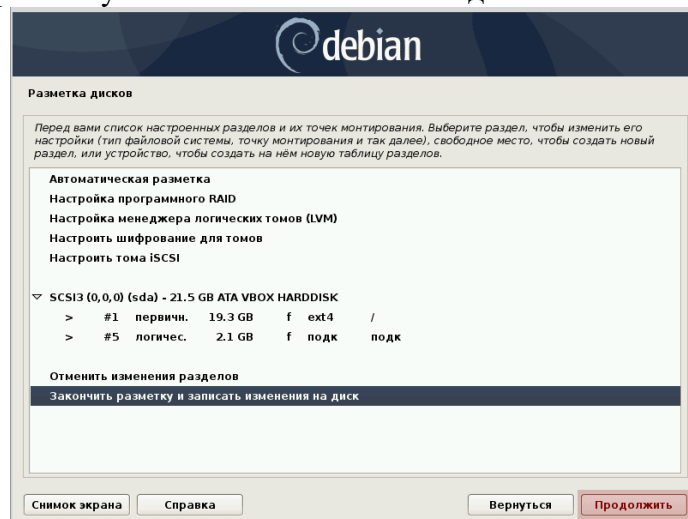 debian
Разметка дисков
Перед вами список настроенных разделов и их точек монтирования. Выберите раздел, чтобы изменить его
настройки (тип файловой системы, точку монтирования и так далее), свободное место, чтобы создать новый
раздел, или устройство, чтобы создать на нём новую таблицу разделов.
Автоматическая разметка
Настройка программного RAID
Настройка менеджера логических томов (LVM)
Настроить шифрование для томов
Настроить тома iSCSI
SCSI3 (0,0,0) (sda) - 21.5 GB ATA VBOX HARDDISK
> #1 первичн. 19.3 GB f ext4 /
> #5 логичес. 2.1 GB f подк подк
Отменить изменения разделов
Закончить разметку и записать изменения на диск
Снимок экрана Справка Вернуться Продолжить